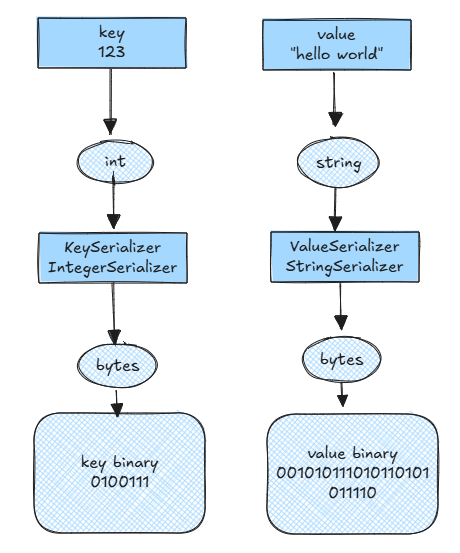 key
123
int
KeySerializer
IntegerSerializer
bytes
key binary
0100111
value
"hello world"
string
ValueSerializer
StringSerializer
bytes
value binary
001010111010110101
011110